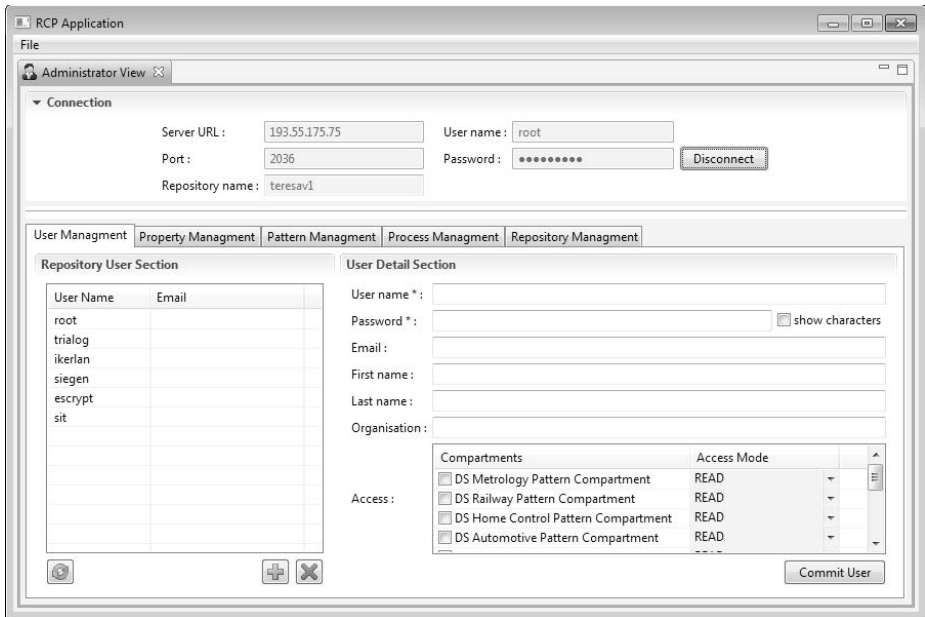 RCP Application
File
Administrator View
Connection
Server URL : 193.55.175.75 User name : root
Port : 2036 Password : ●●●●●●●●● Disconnect
Repository name : teresav1
User Managment Property Managment Pattern Managment Process Managment Repository Managment
Repository User Section User Detail Section
User Name Email
root
trialog
ikerlan
siegen
escrypt
sit
User name * :
Password * : show characters
Email :
First name :
Last name :
Organisation :
Access :
Compartments Access Mode
DS Metrology Pattern Compartment READ
DS Railway Pattern Compartment READ
DS Home Control Pattern Compartment READ
DS Automotive Pattern Compartment READ
Commit User